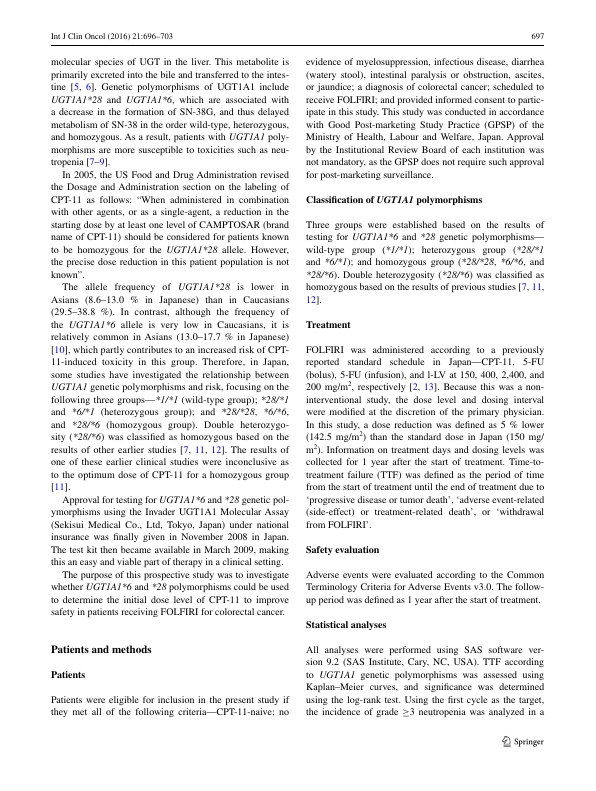 Int J Clin Oncol (2016) 21:696–703
697
molecular species of UGT in the liver. This metabolite is
primarily excreted into the bile and transferred to the intes-
tine [5, 6]. Genetic polymorphisms of UGT1A1 include
UGT1A1*28 and UGT1A1*6, which are associated with
a decrease in the formation of SN-38G, and thus delayed
metabolism of SN-38 in the order wild-type, heterozygous,
and homozygous. As a result, patients with UGT1A1 poly-
morphisms are more susceptible to toxicities such as neu-
tropenia [7–9].
In 2005, the US Food and Drug Administration revised
the Dosage and Administration section on the labeling of
CPT-11 as follows: “When administered in combination
with other agents, or as a single-agent, a reduction in the
starting dose by at least one level of CAMPTOSAR (brand
name of CPT-11) should be considered for patients known
to be homozygous for the UGT1A1*28 allele. However,
the precise dose reduction in this patient population is not
known”.
The allele frequency of UGT1A1*28 is lower in
Asians (8.6–13.0 % in Japanese) than in Caucasians
(29.5–38.8 %). In contrast, although the frequency of
the UGT1A1*6 allele is very low in Caucasians, it is
relatively common in Asians (13.0–17.7 % in Japanese)
[10], which partly contributes to an increased risk of CPT-
11-induced toxicity in this group. Therefore, in Japan,
some studies have investigated the relationship between
UGT1A1 genetic polymorphisms and risk, focusing on the
following three groups—*1/*1 (wild-type group); *28/*1
and *6/*1 (heterozygous group); and *28/*28, *6/*6,
and *28/*6 (homozygous group). Double heterozygo-
sity (*28/*6) was classified as homozygous based on the
results of other earlier studies [7, 11, 12]. The results of
one of these earlier clinical studies were inconclusive as
to the optimum dose of CPT-11 for a homozygous group
[11].
Approval for testing for UGT1A1*6 and *28 genetic pol-
ymorphisms using the Invader UGT1A1 Molecular Assay
(Sekisui Medical Co., Ltd, Tokyo, Japan) under national
insurance was finally given in November 2008 in Japan.
The test kit then became available in March 2009, making
this an easy and viable part of therapy in a clinical setting.
The purpose of this prospective study was to investigate
whether UGT1A1*6 and *28 polymorphisms could be used
to determine the initial dose level of CPT-11 to improve
safety in patients receiving FOLFIRI for colorectal cancer.
Patients and methods
Patients
Patients were eligible for inclusion in the present study if
they met all of the following criteria—CPT-11-naive; no
evidence of myelosuppression, infectious disease, diarrhea
(watery stool), intestinal paralysis or obstruction, ascites,
or jaundice; a diagnosis of colorectal cancer; scheduled to
receive FOLFIRI; and provided informed consent to partic-
ipate in this study. This study was conducted in accordance
with Good Post-marketing Study Practice (GPSP) of the
Ministry of Health, Labour and Welfare, Japan. Approval
by the Institutional Review Board of each institution was
not mandatory, as the GPSP does not require such approval
for post-marketing surveillance.
Classification of UGT1A1 polymorphisms
Three groups were established based on the results of
testing for UGT1A1*6 and *28 genetic polymorphisms—
wild-type group (*1/*1); heterozygous group (*28/*1
and *6/*1); and homozygous group (*28/*28, *6/*6, and
*28/*6). Double heterozygosity (*28/*6) was classified as
homozygous based on the results of previous studies [7, 11,
12].
Treatment
FOLFIRI was administered according to a previously
reported standard schedule in Japan—CPT-11, 5-FU
(bolus), 5-FU (infusion), and l-LV at 150, 400, 2,400, and
200 mg/m², respectively [2, 13]. Because this was a non-
interventional study, the dose level and dosing interval
were modified at the discretion of the primary physician.
In this study, a dose reduction was defined as 5 % lower
(142.5 mg/m²) than the standard dose in Japan (150 mg/
m²). Information on treatment days and dosing levels was
collected for 1 year after the start of treatment. Time-to-
treatment failure (TTF) was defined as the period of time
from the start of treatment until the end of treatment due to
‘progressive disease or tumor death’, ‘adverse event-related
(side-effect) or treatment-related death’, or ‘withdrawal
from FOLFIRI’.
Safety evaluation
Adverse events were evaluated according to the Common
Terminology Criteria for Adverse Events v3.0. The follow-
up period was defined as 1 year after the start of treatment.
Statistical analyses
All analyses were performed using SAS software ver-
sion 9.2 (SAS Institute, Cary, NC, USA). TTF according
to UGT1A1 genetic polymorphisms was assessed using
Kaplan–Meier curves, and significance was determined
using the log-rank test. Using the first cycle as the target,
the incidence of grade ≥3 neutropenia was analyzed in a
Springer